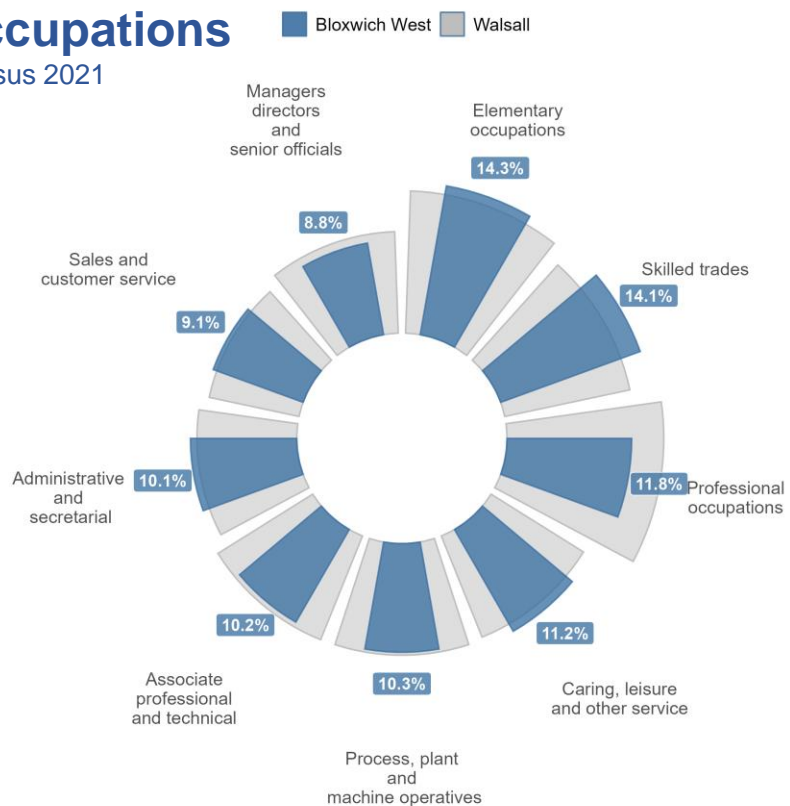 ccupations
sus 2021
Bloxwich West
Walsall
Managers
directors
and
senior officials
8.8%
Elementary
occupations
14.3%
Skilled trades
14.1%
Sales and
customer service
9.1%
Administrative
and
secretarial
10.1%
11.8%
Professional
occupations
10.2%
Associate
professional
and technical
10.3%
Process, plant
and
machine operatives
11.2%
Caring, leisure
and other service